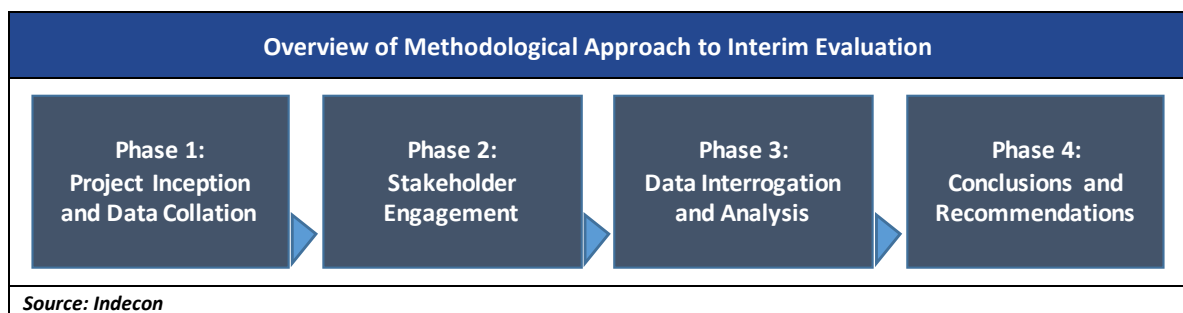 Overview of Methodological Approach to Interim Evaluation
Phase 1:
Project Inception
and Data Collation
Phase 2:
Stakeholder
Engagement
Phase 3:
Data Interrogation
and Analysis
Phase 4:
Conclusions and
Recommendations
Source: Indecon